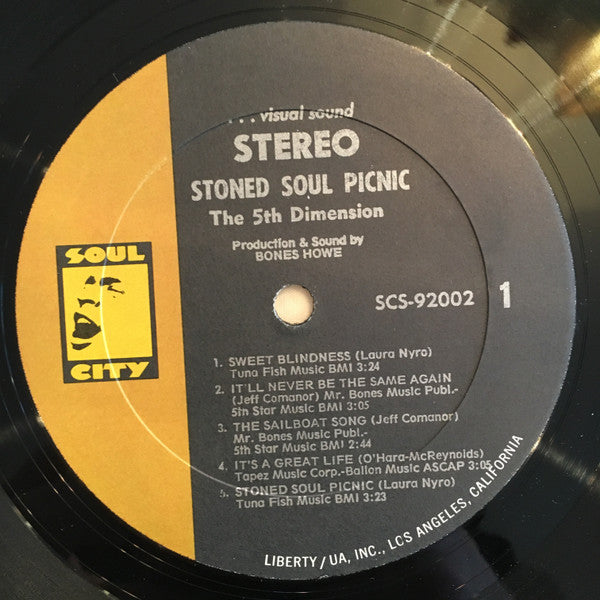 . . . visual sound
STEREO
STONED SOUL PICNIC
The 5th Dimension
Production & Sound by
BONES HOWE
SOUL
CITY
SCS-92002 1
1. SWEET BLINDNESS (Laura Nyro)
Tuna Fish Music BMI 3:24
2. IT'LL NEVER BE THE SAME AGAIN
(Jeff Comanor) Mr. Bones Music Publ.-
5th Star Music BMI 3:05
3. THE SAILBOAT SONG (Jeff Comanor)
Mr. Bones Music Publ.-
5th Star Music BMI 2:44
4. IT'S A GREAT LIFE (O'Hara-McReynolds)
Tapez Music Corp.-Ballon Music ASCAP 3:05
5. STONED SOUL PICNIC (Laura Nyro)
Tuna Fish Music BMI 3:23
LIBERTY/UA, INC., LOS ANGELES, CALIFORNIA